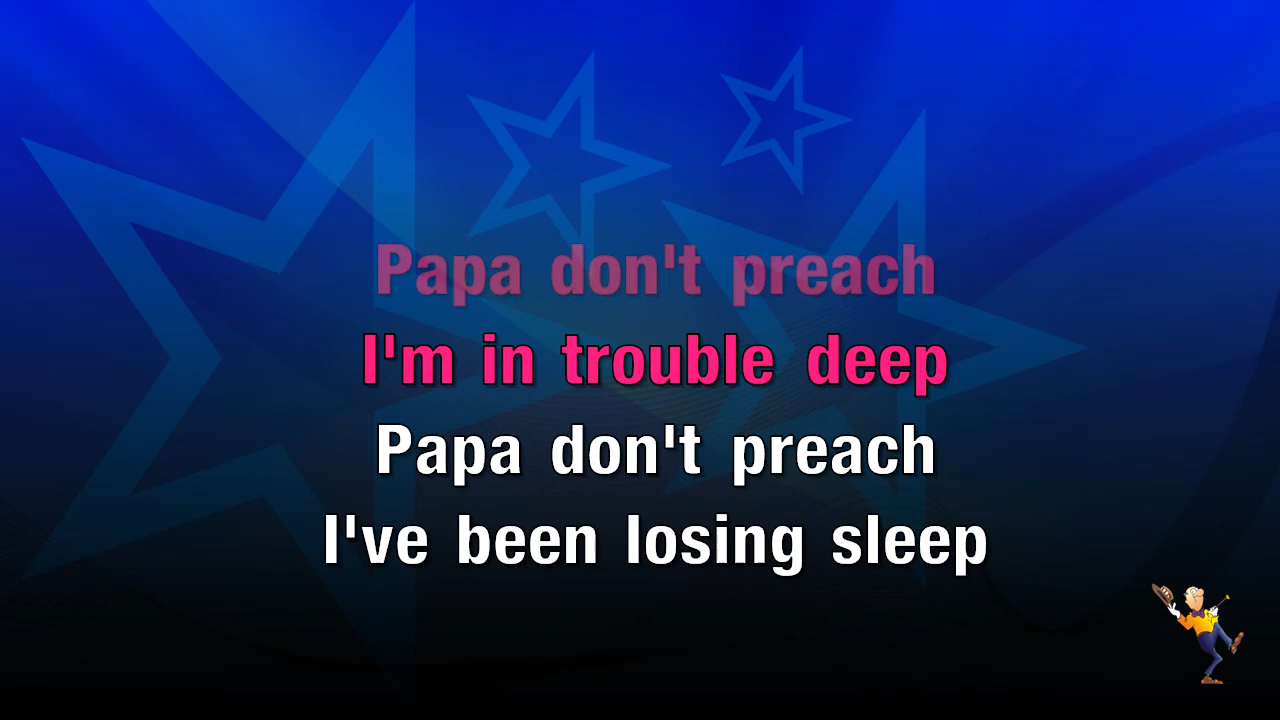 Papa don't preach
I'm in trouble deep
Papa don't preach
I've been losing sleep